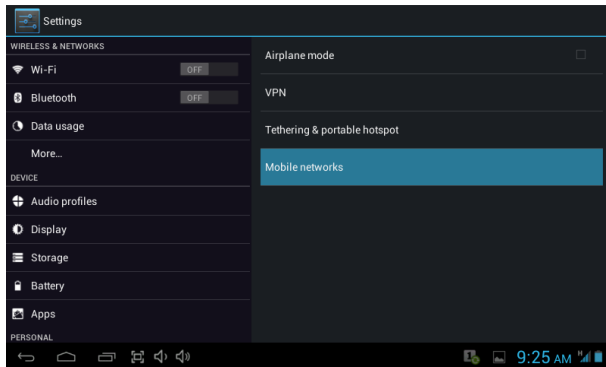 Settings
WIRELESS & NETWORKS
Wi-Fi OFF
Bluetooth OFF
Data usage
More...
DEVICE
Audio profiles
Display
Storage
Battery
Apps
PERSONAL
Airplane mode
VPN
Tethering & portable hotspot
Mobile networks
9:25 AM
H